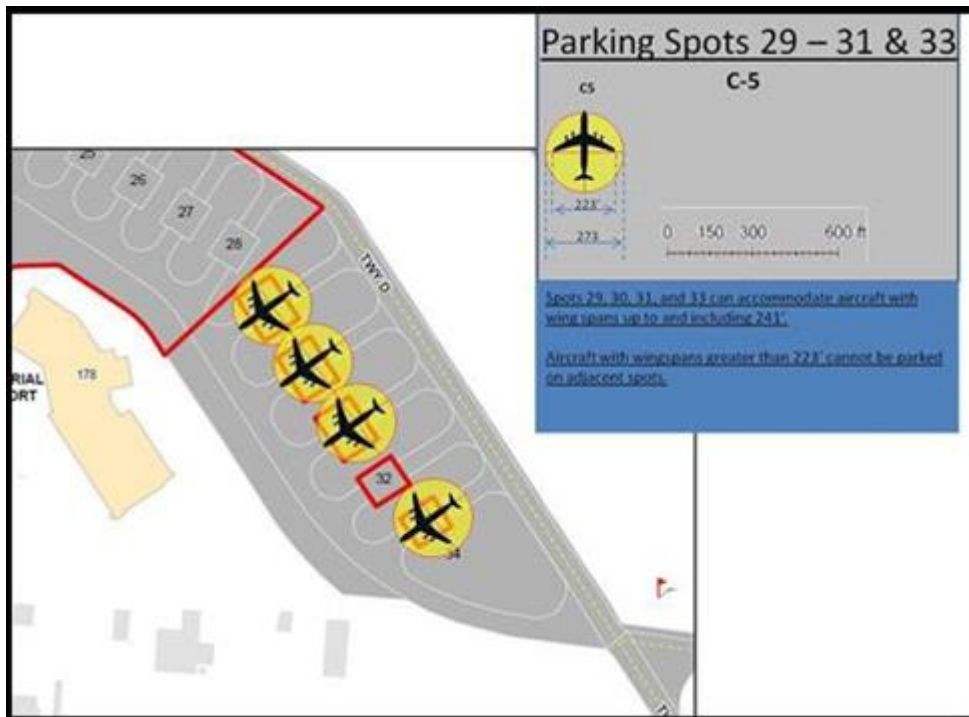 Parking Spots 29 – 31 & 33
C-5
C5
223'
273
0 150 300 600 ft
Spots 29, 30, 31, and 33 can accommodate aircraft with
wing spans up to and including 241'.
Aircraft with wingspans greater than 223' cannot be parked
on adjacent spots.
25
26
27
28
TWY D
178
RIAL
ORT
32
34